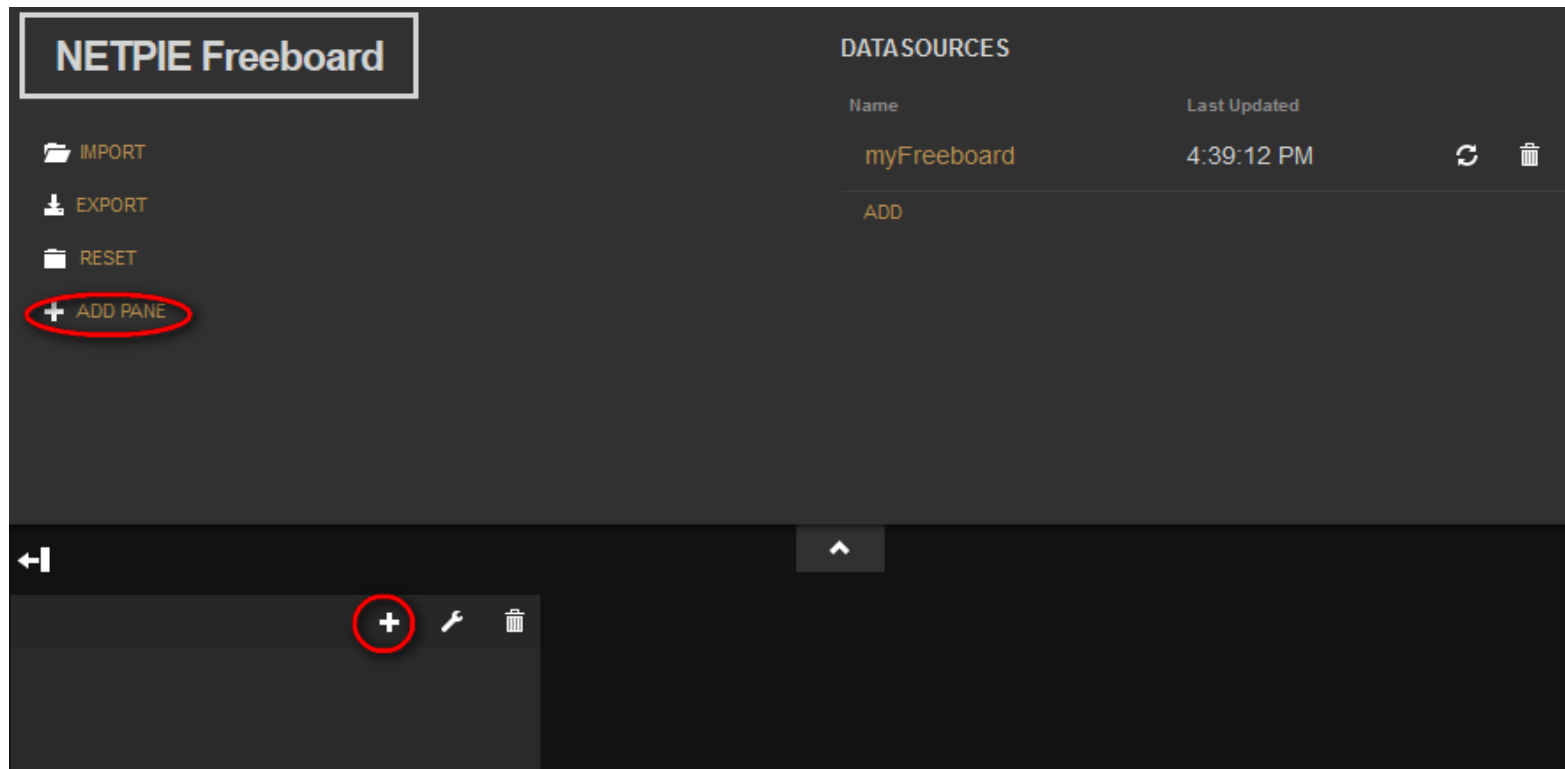 NETPIE Freeboard
IMPORT
EXPORT
RESET
ADD PANE
DATASOURCES
Name Last Updated
myFreeboard 4:39:12 PM
ADD